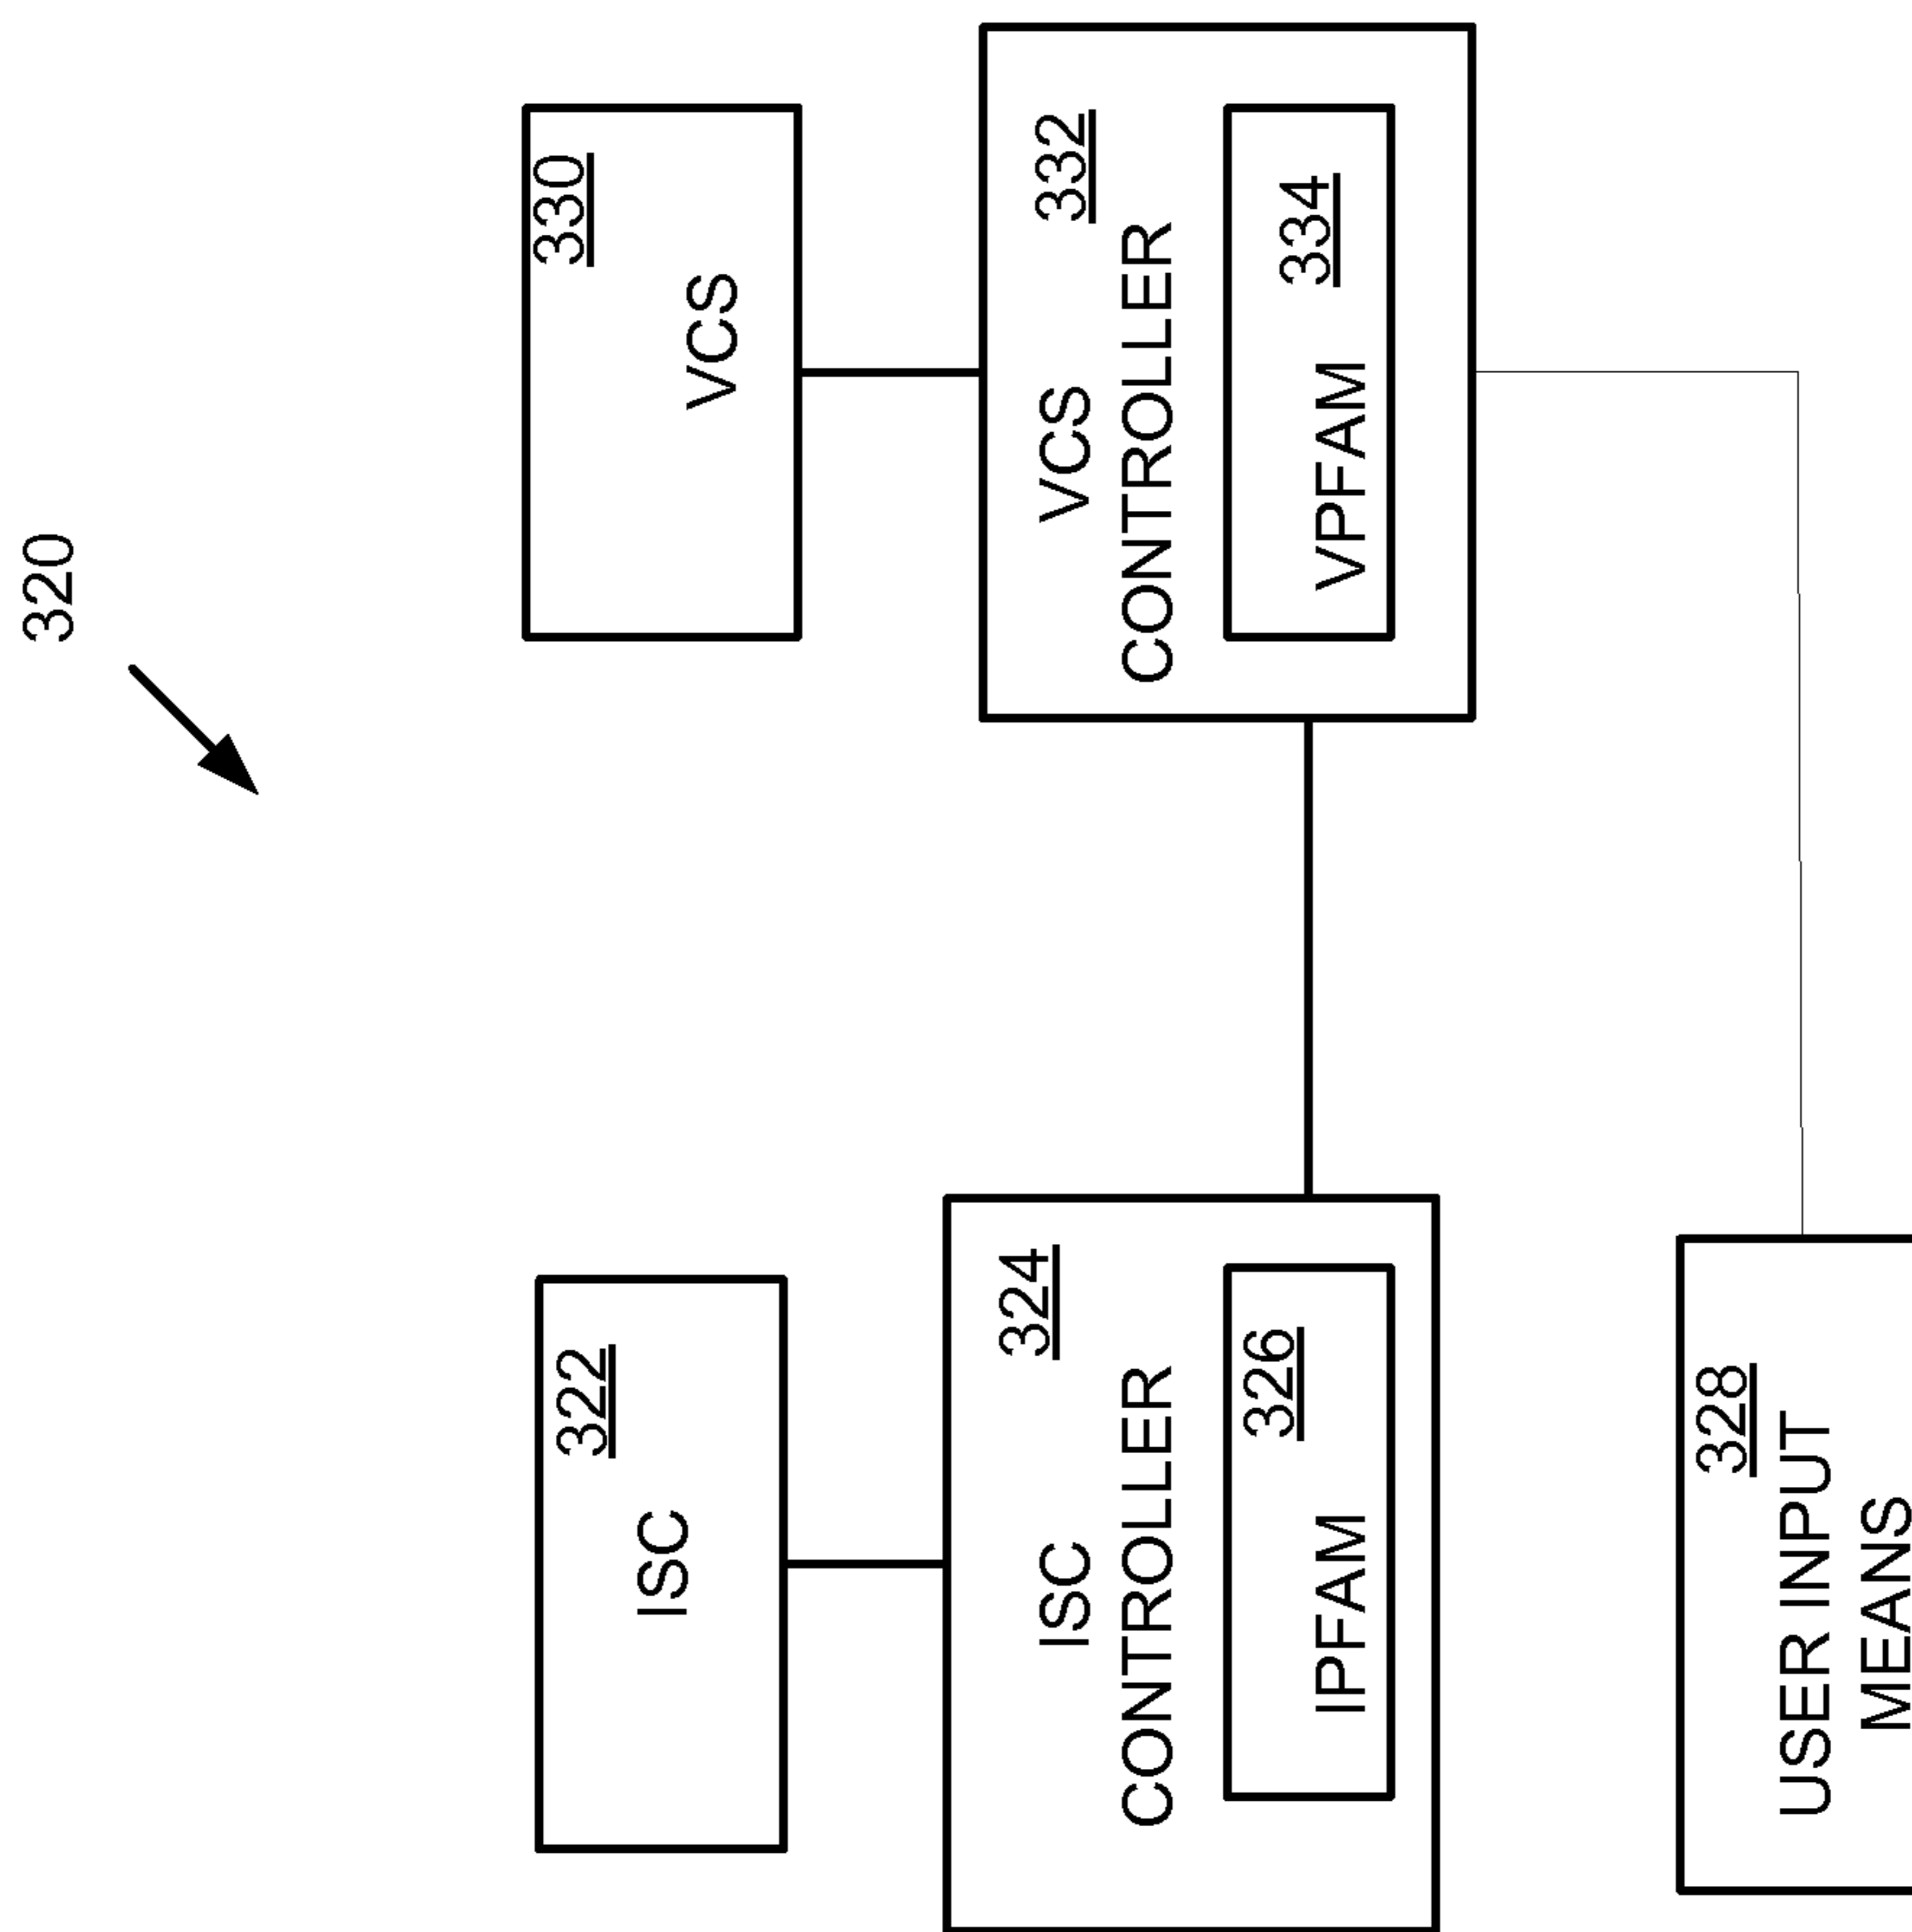 320
322
ISC
324
ISC
CONTROLLER
326
IPFAM
328
USER INPUT
MEANS
330
VCS
332
VCS
CONTROLLER
334
VPFAM